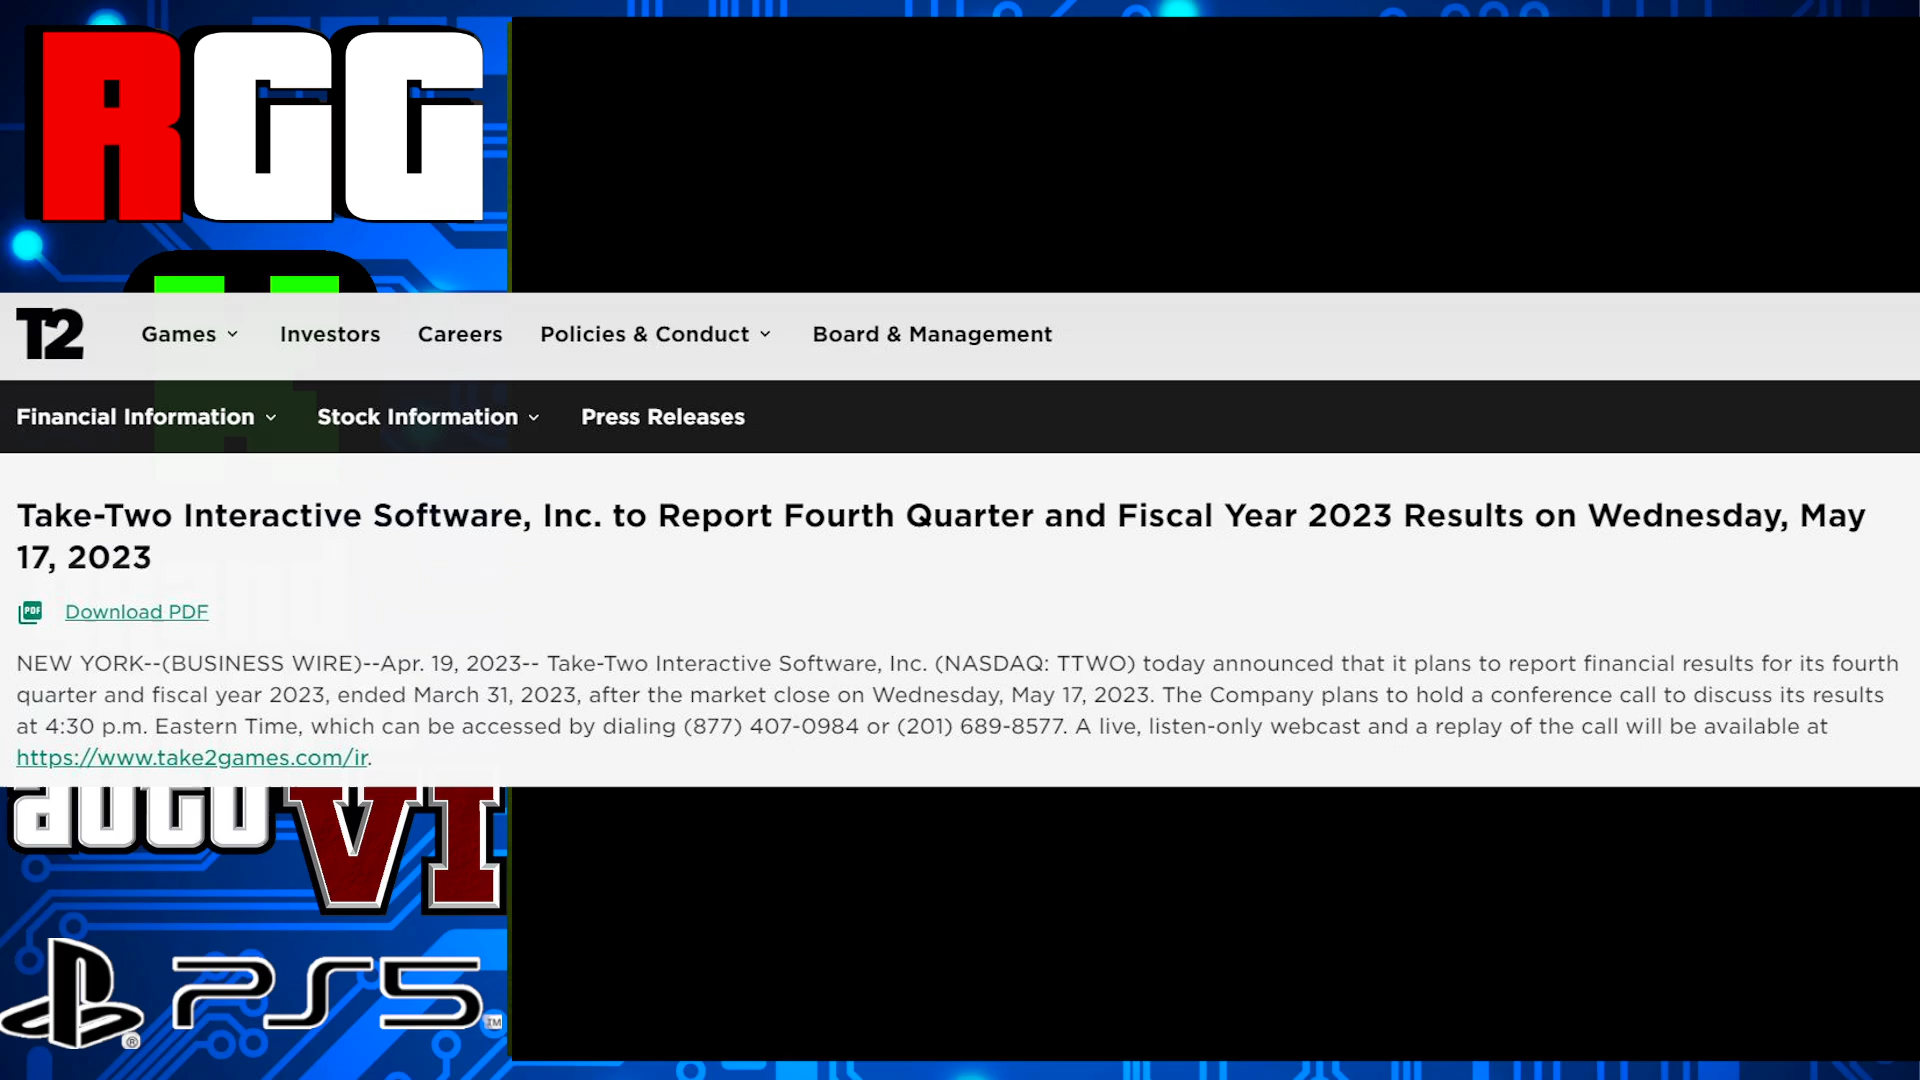 RGG
T2
Games Investors Careers Policies & Conduct Board & Management
Financial Information Stock Information Press Releases
Take-Two Interactive Software, Inc. to Report Fourth Quarter and Fiscal Year 2023 Results on Wednesday, May
17, 2023
PDF Download PDF
NEW YORK--(BUSINESS WIRE)--Apr. 19, 2023-- Take-Two Interactive Software, Inc. (NASDAQ: TTWO) today announced that it plans to report financial results for its fourth
quarter and fiscal year 2023, ended March 31, 2023, after the market close on Wednesday, May 17, 2023. The Company plans to hold a conference call to discuss its results
at 4:30 p.m. Eastern Time, which can be accessed by dialing (877) 407-0984 or (201) 689-8577. A live, listen-only webcast and a replay of the call will be available at
https://www.take2games.com/ir.
auto VI
PS5 ™
®